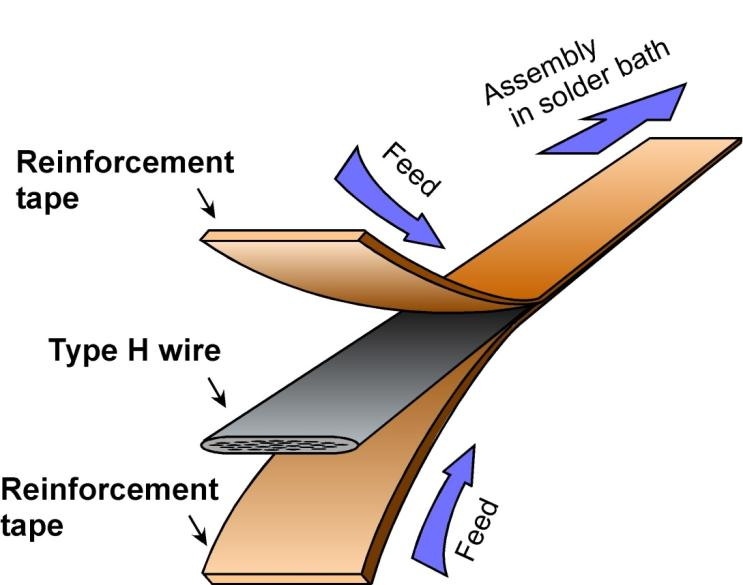 Assembly
in solder bath
Reinforcement
tape
Feed
Type H wire
Reinforcement
tape
Feed